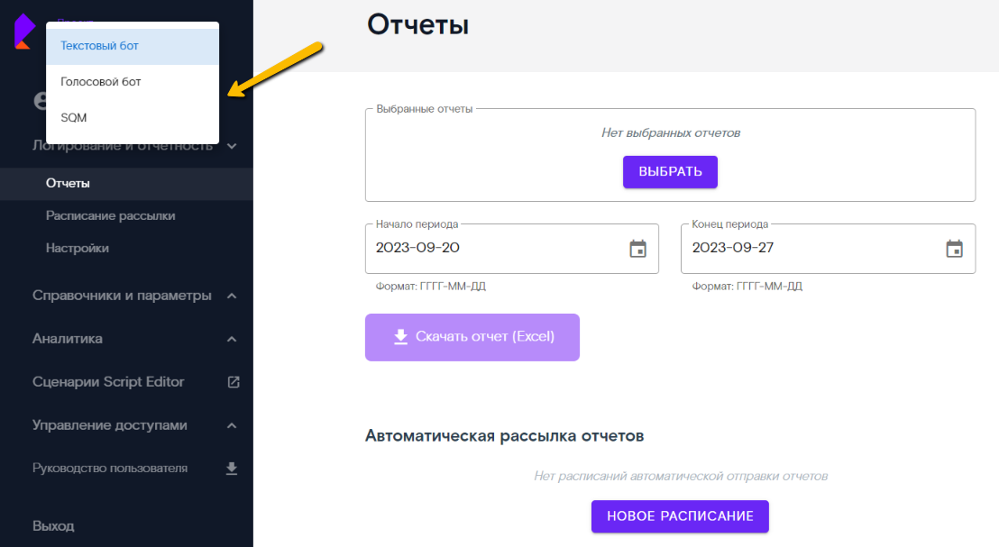 Проект
Текстовый бот
Голосовой бот
SQM
Логирование и отчетность
Отчеты
Расписание рассылки
Настройки
Справочники и параметры
Аналитика
Сценарии Script Editor
Управление доступами
Руководство пользователя
Выход
Отчеты
Выбранные отчеты
Нет выбранных отчетов
ВЫБРАТЬ
Начало периода
2023-09-20
Формат: ГГГГ-ММ-ДД
Конец периода
2023-09-27
Формат: ГГГГ-ММ-ДД
Скачать отчет (Excel)
Автоматическая рассылка отчетов
Нет расписаний автоматической отправки отчетов
НОВОЕ РАСПИСАНИЕ